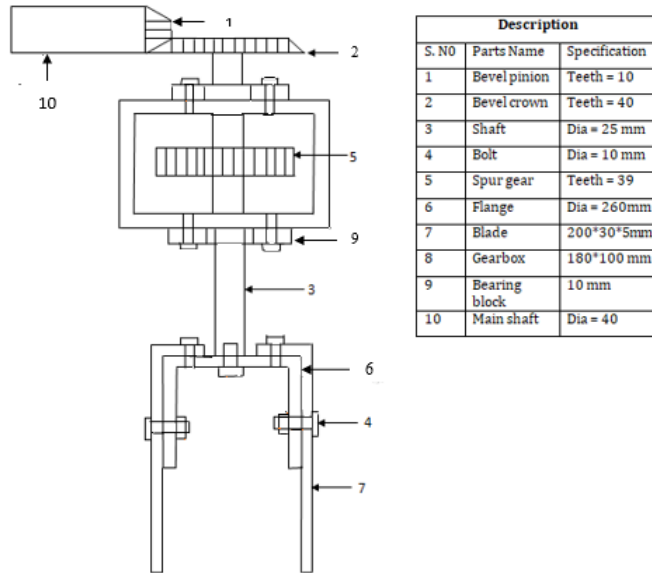 1
2
10
5
9
3
6
4
7
Description
S. N0 Parts Name Specification
1 Bevel pinion Teeth = 10
2 Bevel crown Teeth = 40
3 Shaft Dia = 25 mm
4 Bolt Dia = 10 mm
5 Spur gear Teeth = 39
6 Flange Dia = 260mm
7 Blade 200*30*5mm
8 Gearbox 180*100 mm
9 Bearing block 10 mm
10 Main shaft Dia = 40